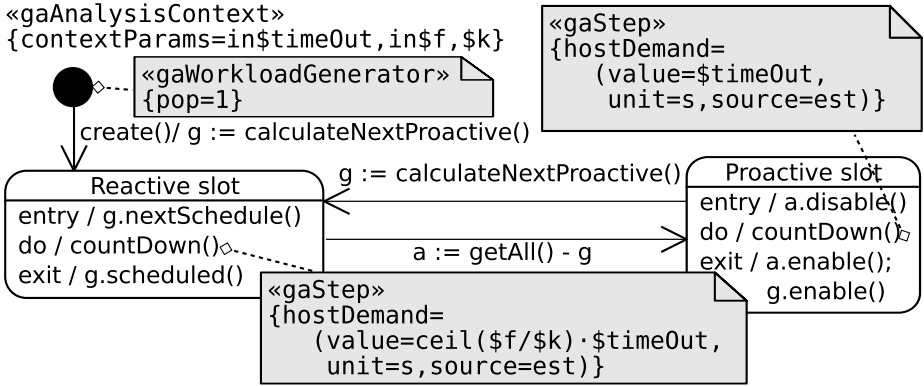 «gaAnalysisContext»
{contextParams=in$timeOut,in$f,$k}
«gaWorkloadGenerator»
{pop=1}
«gaStep»
{hostDemand=
(value=$timeOut,
unit=s,source=est)}
create()/ g := calculateNextProactive()
Reactive slot
entry / g.nextSchedule()
do / countDown()
exit / g.scheduled()
g := calculateNextProactive()
a := getAll() - g
Proactive slot
entry / a.disable()
do / countDown()
exit / a.enable();
g.enable()
«gaStep»
{hostDemand=
(value=ceil($f/$k)·$timeOut,
unit=s,source=est)}